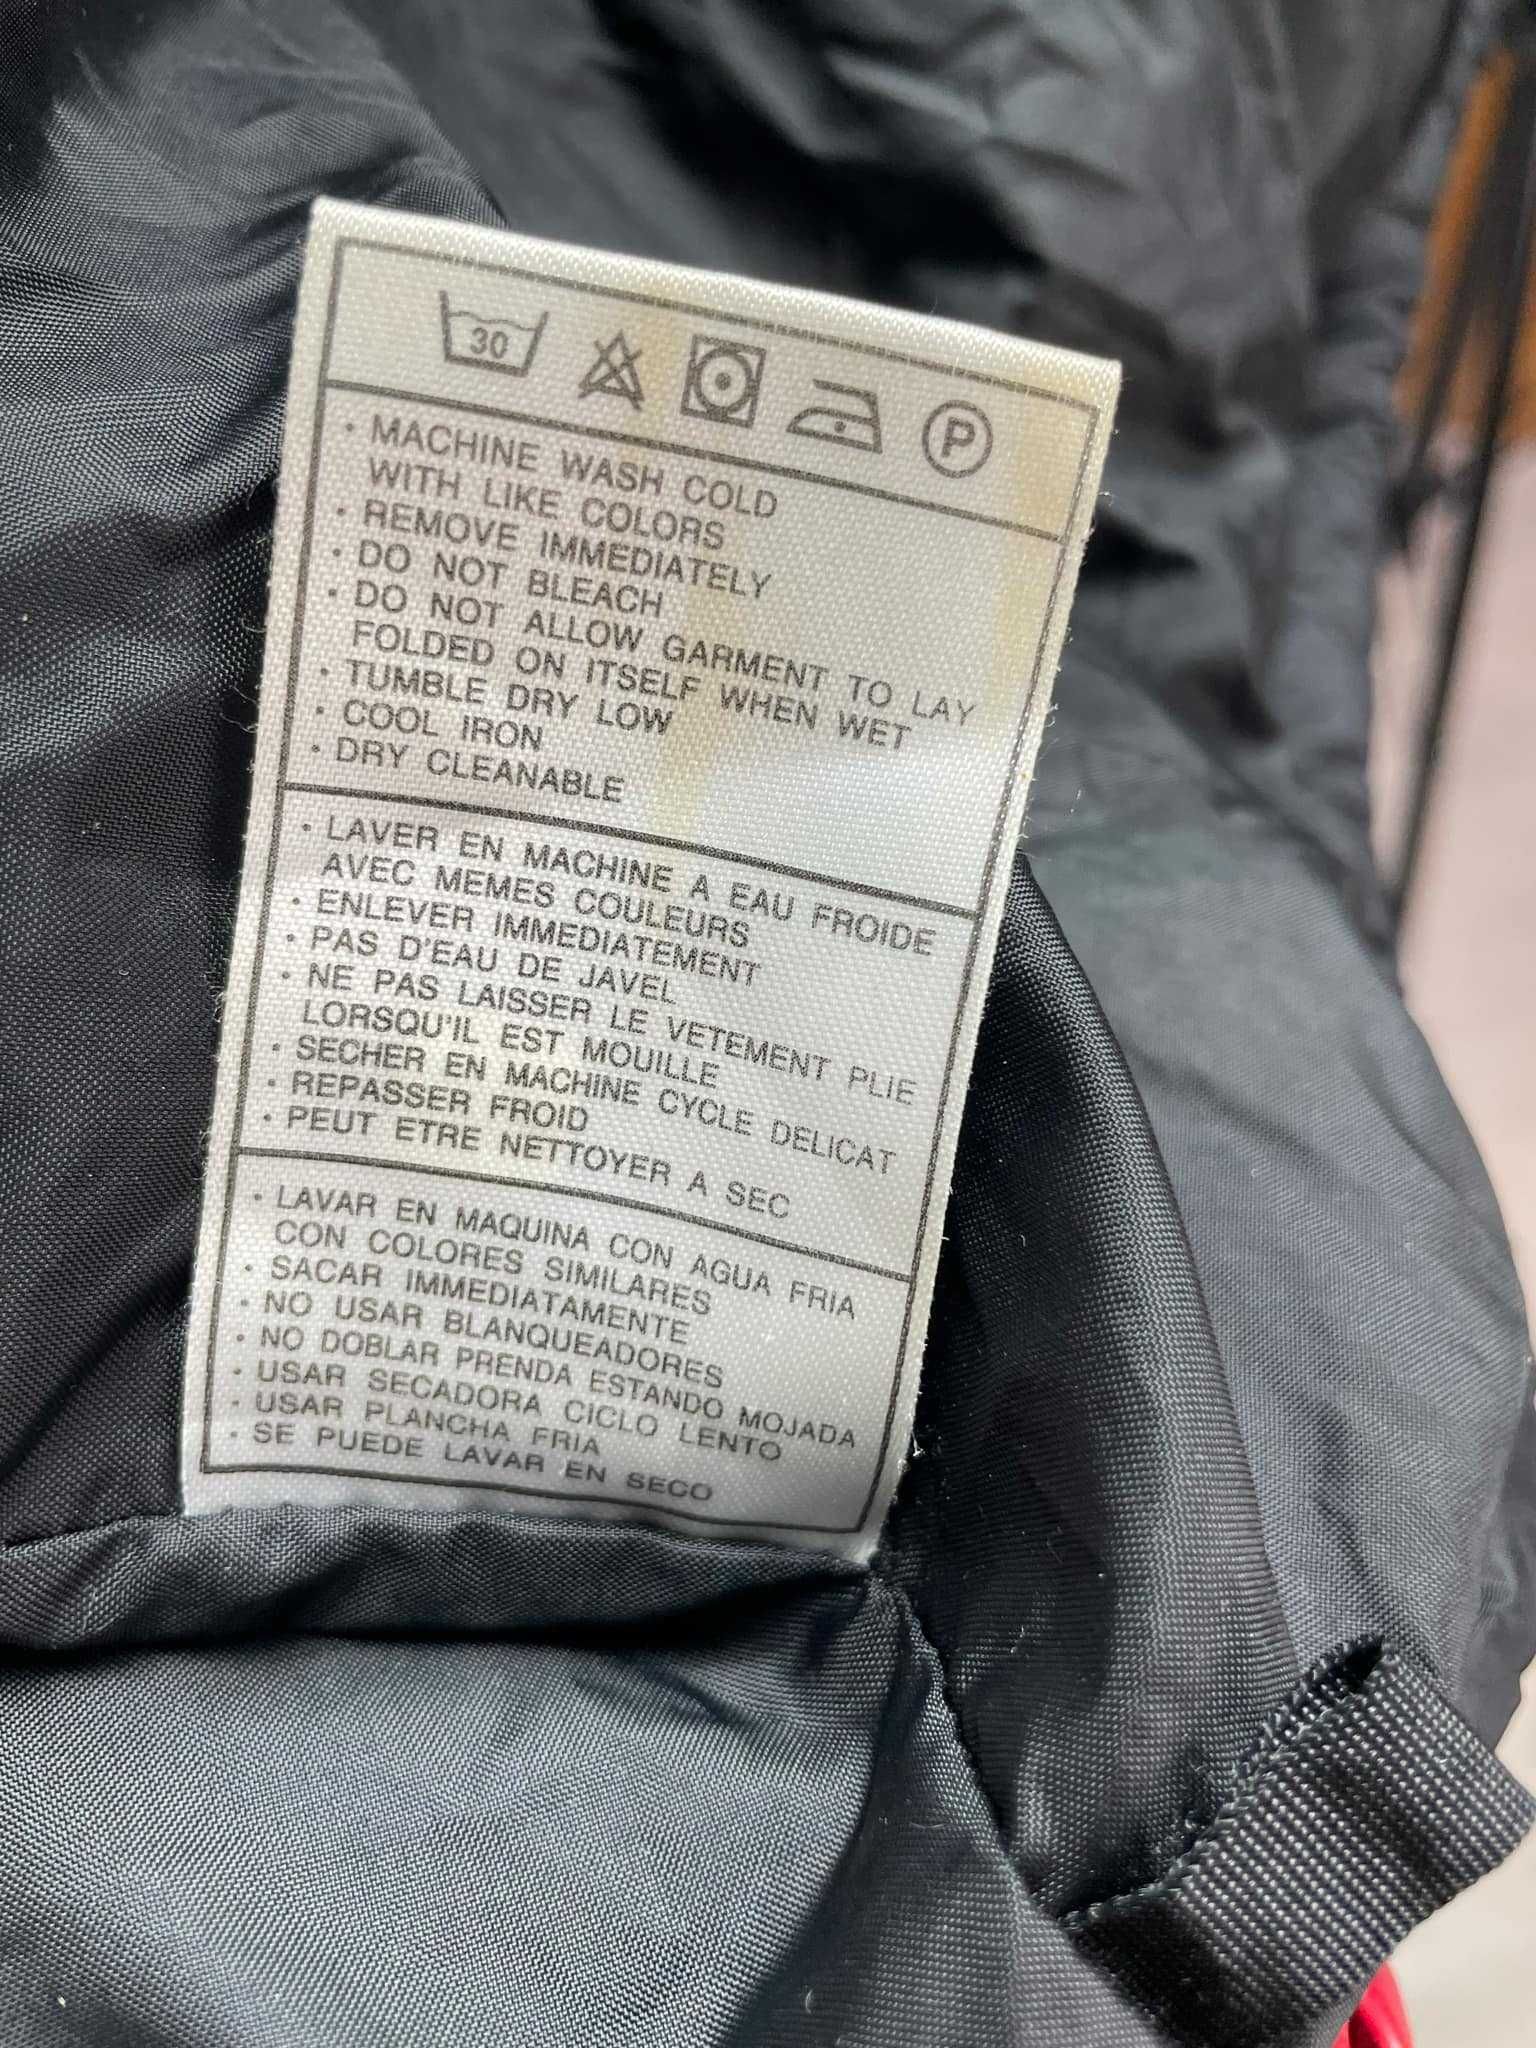 30
P
• MACHINE WASH COLD
WITH LIKE COLORS
• REMOVE IMMEDIATELY
• DO NOT BLEACH
• DO NOT ALLOW GARMENT TO LAY
FOLDED ON ITSELF WHEN WET
• TUMBLE DRY LOW
• COOL IRON
• DRY CLEANABLE
• LAVER EN MACHINE A EAU FROIDE
AVEC MEMES COULEURS
• ENLEVER IMMEDIATEMENT
• PAS D'EAU DE JAVEL
• NE PAS LAISSER LE VETEMENT PLIE
LORSQU'IL EST MOUILLE
• SECHER EN MACHINE CYCLE DELICAT
• REPASSER FROID
• PEUT ETRE NETTOYER A SEC
• LAVAR EN MAQUINA CON AGUA FRIA
CON COLORES SIMILARES
• SACAR IMMEDIATAMENTE
• NO USAR BLANQUEADORES
• NO DOBLAR PRENDA ESTANDO MOJADA
• USAR SECADORA CICLO LENTO
• USAR PLANCHA FRIA
• SE PUEDE LAVAR EN SECO